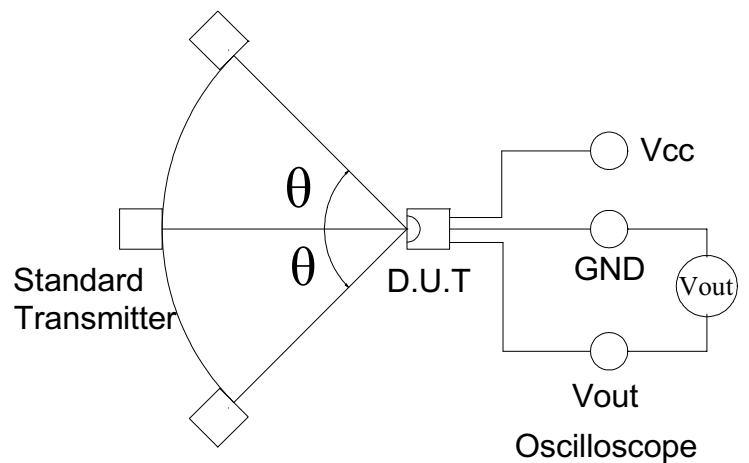 Vcc
θ
θ
GND
D.U.T
Standard
Transmitter
Vout
Vout
Oscilloscope